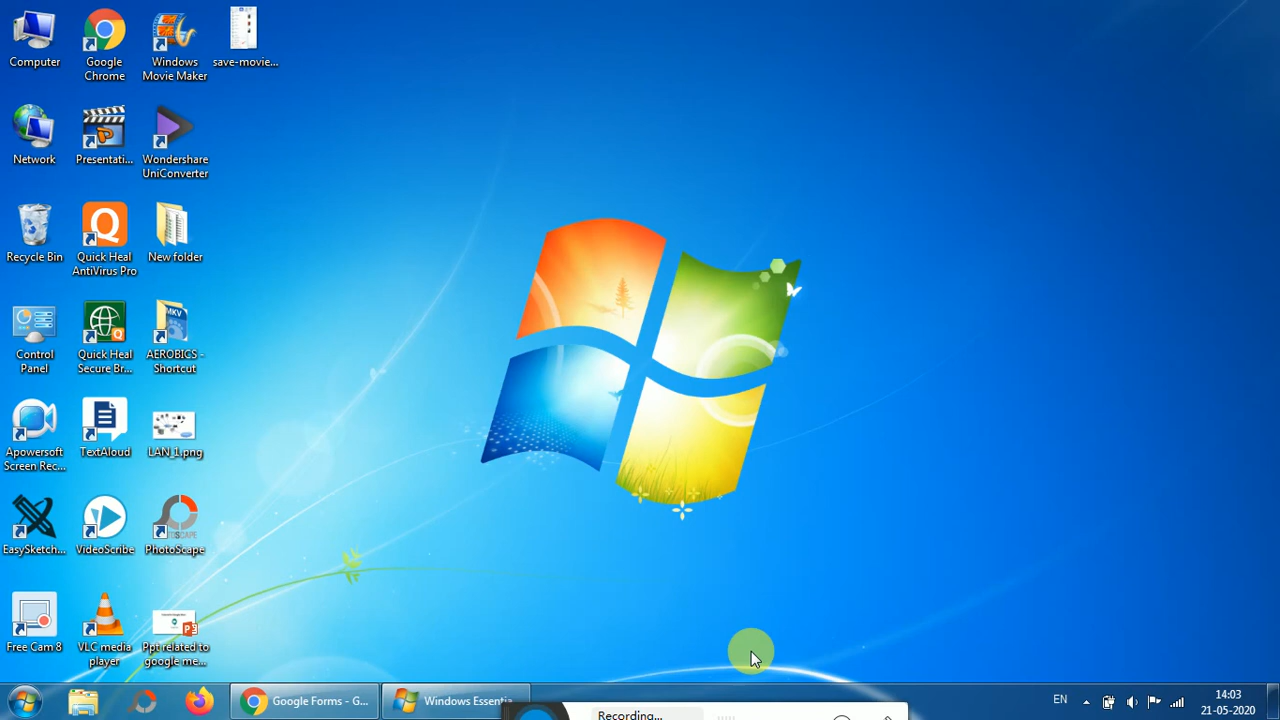 Computer
Google
Chrome
Windows
Movie Maker
save-movie...
Network
Presentati...
Wondershare
UniConverter
Recycle Bin
Quick Heal
AntiVirus Pro
New folder
Control
Panel
Quick Heal
Secure Br...
MKV
AEROBICS -
Shortcut
Apowersoft
Screen Rec...
TextAloud
LAN_1.png
EasySketch...
VideoScribe
PhotoScape
Free Cam 8
VLC media
player
Ppt related to
google me...
Google Forms - G...
Windows Essentia
Recording...
EN
14:03
21-05-2020